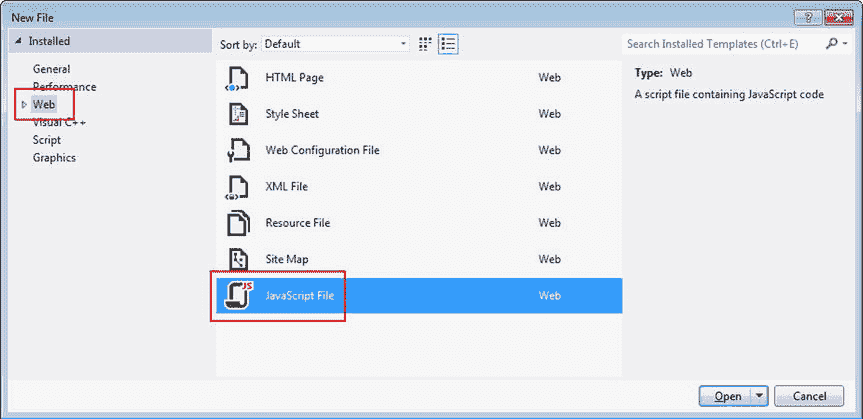 New File
?
Installed
Sort by: Default
Search Installed Templates (Ctrl+E)
General
Performance
Web
Visual C++
Script
Graphics
HTML Page Web
Style Sheet Web
Web Configuration File Web
XML File Web
Resource File Web
Site Map Web
JS JavaScript File Web
Type: Web
A script file containing JavaScript code
Open Cancel